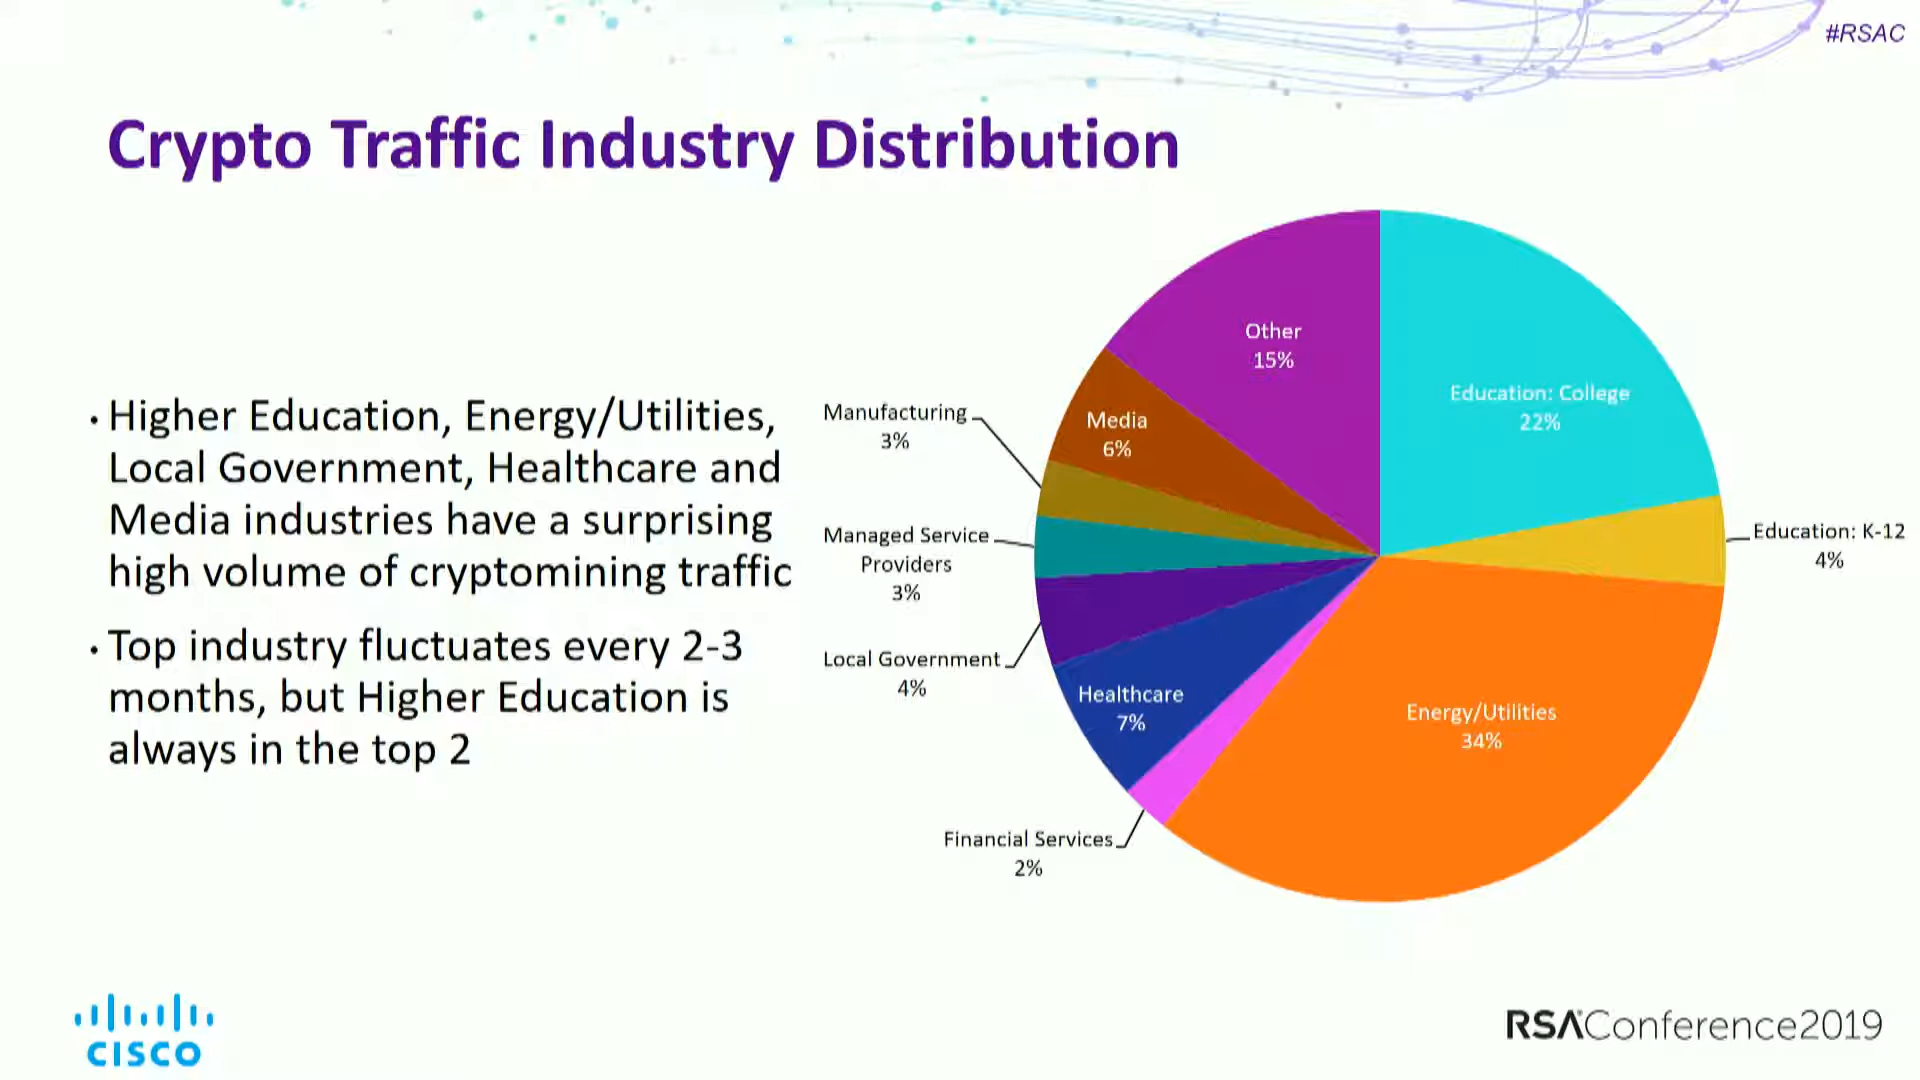 #RSAC
Crypto Traffic Industry Distribution
• Higher Education, Energy/Utilities,
Local Government, Healthcare and
Media industries have a surprising
high volume of cryptomining traffic
• Top industry fluctuates every 2-3
months, but Higher Education is
always in the top 2
Other
15%
Education: College
22%
Manufacturing
3%
Media
6%
Managed Service
Providers
3%
Education: K-12
4%
Local Government
4%
Healthcare
7%
Energy/Utilities
34%
Financial Services
2%
CISCO
RSAConference2019